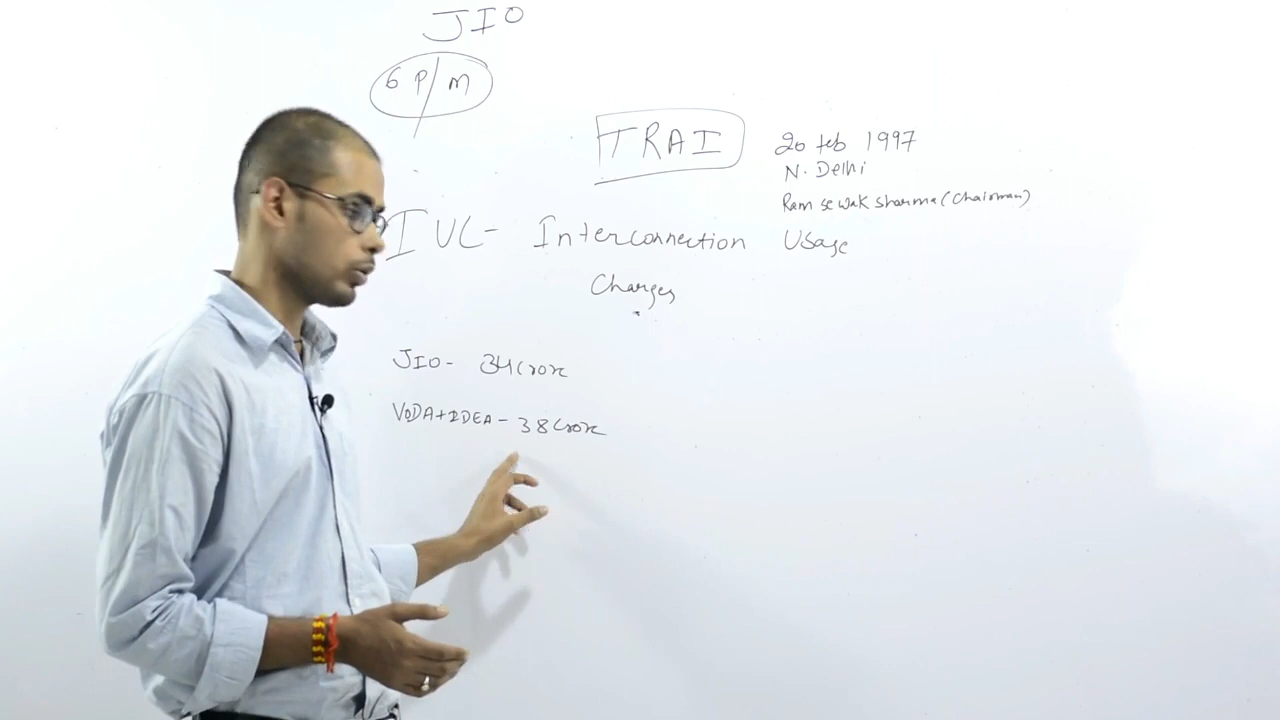 JIO
6 P/m
TRAI
20 feb 1997
N. Delhi
Ram sewak sharma (Chairman)
IUC- Interconnection Usage
Charges
JIO- 34 Crore
VODA+IDEA- 38 Crore